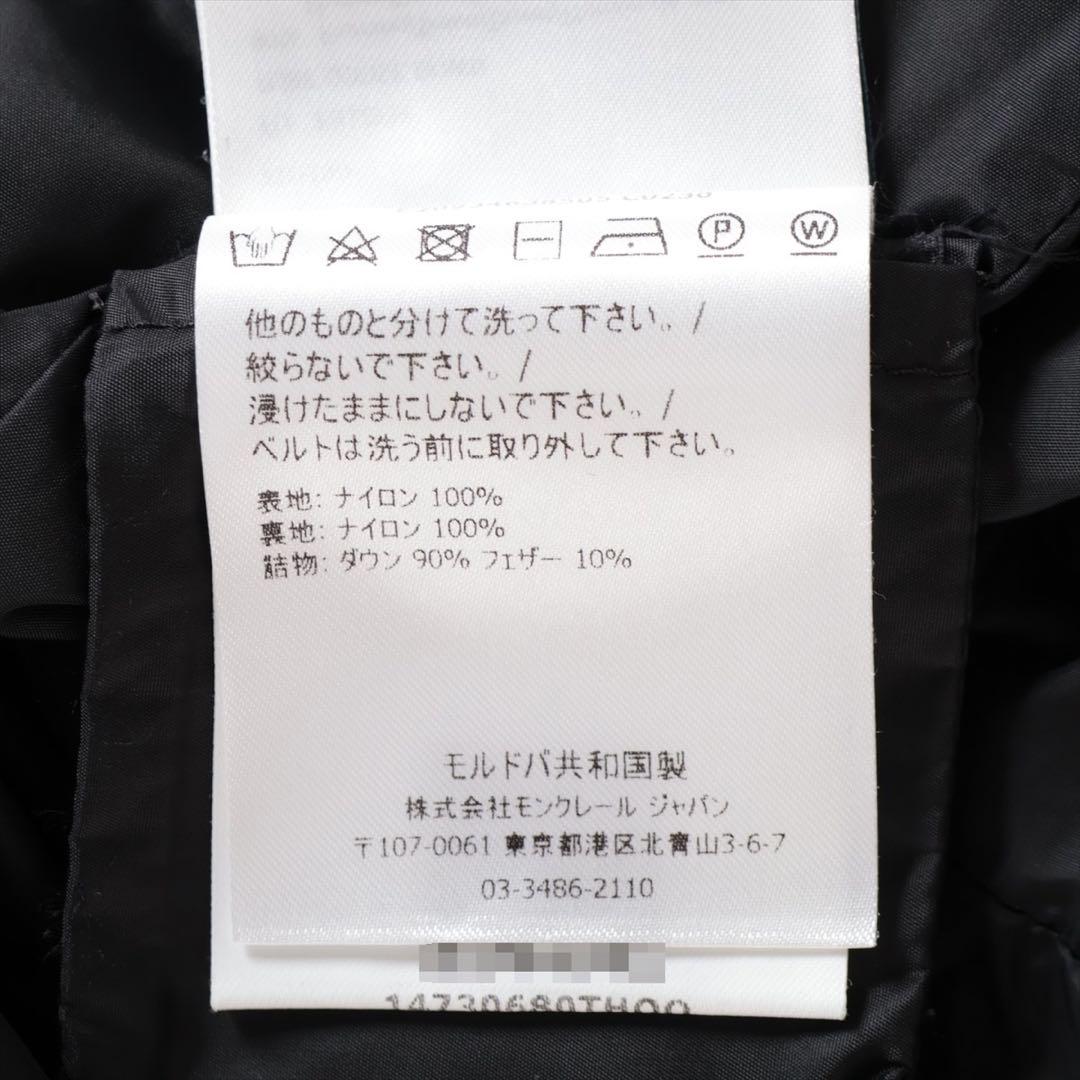 P W
他のものと分けて洗って下さい。/
絞らないで下さい。/
浸けたままにしないで下さい。/
ベルトは洗う前に取り外して下さい。
表地: ナイロン 100%
裏地: ナイロン 100%
詰物: ダウン 90% フェザー 10%
モルドバ共和国製
株式会社モンクレール ジャパン
〒107-0061 東京都港区北青山3-6-7
03-3486-2110